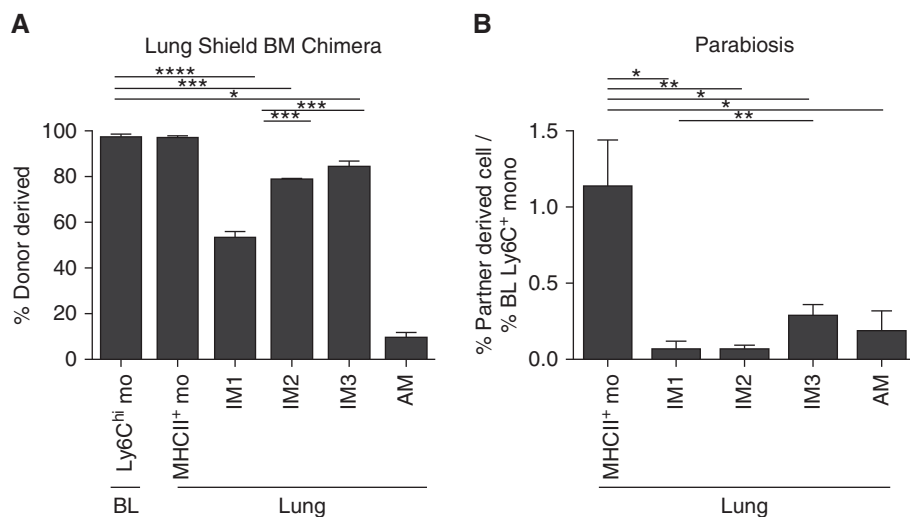 A
Lung Shield BM Chimera
****
***
*
***
***
% Donor derived
100
80
60
40
20
0
Ly6C^hi mo
MHCII+ mo
IM1
IM2
IM3
AM
BL
Lung
B
Parabiosis
*
**
*
*
**
% Partner derived cell /
% BL Ly6C+ mono
1.5
1.0
0.5
0.0
MHCII+ mo
IM1
IM2
IM3
AM
Lung